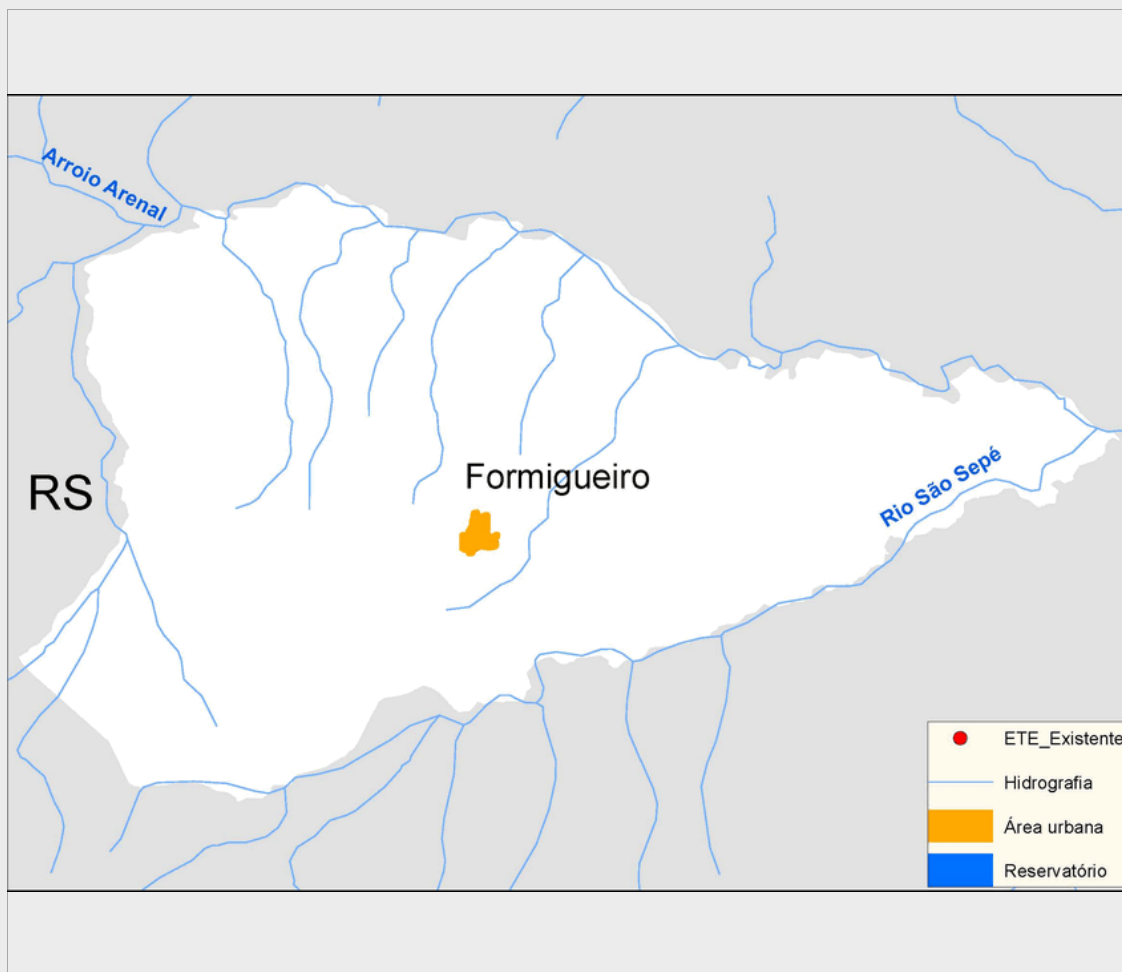 Arroio Arenal
Formigueiro
RS
Rio São Sepé
ETE_Existente
Hidrografia
Área urbana
Reservatório